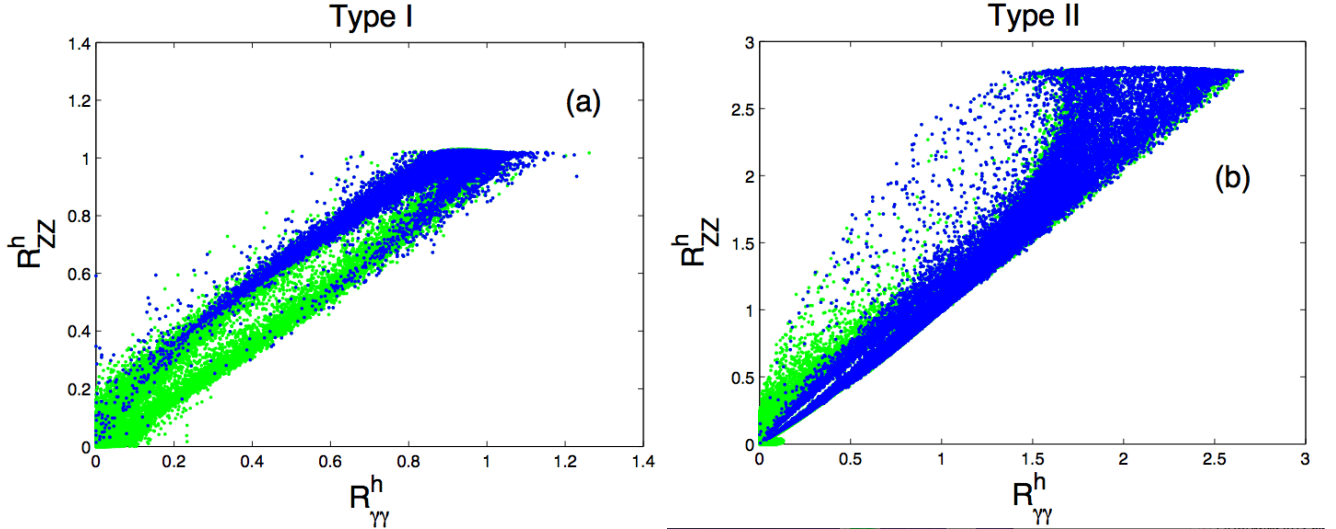 Type I
1.4
1.2
1
0.8
0.6
0.4
0.2
0
R^h_ZZ
(a)
0 0.2 0.4 0.6 0.8 1 1.2 1.4
R^h_γγ
Type II
3
2.5
2
1.5
1
0.5
0
R^h_ZZ
(b)
0 0.5 1 1.5 2 2.5 3
R^h_γγ